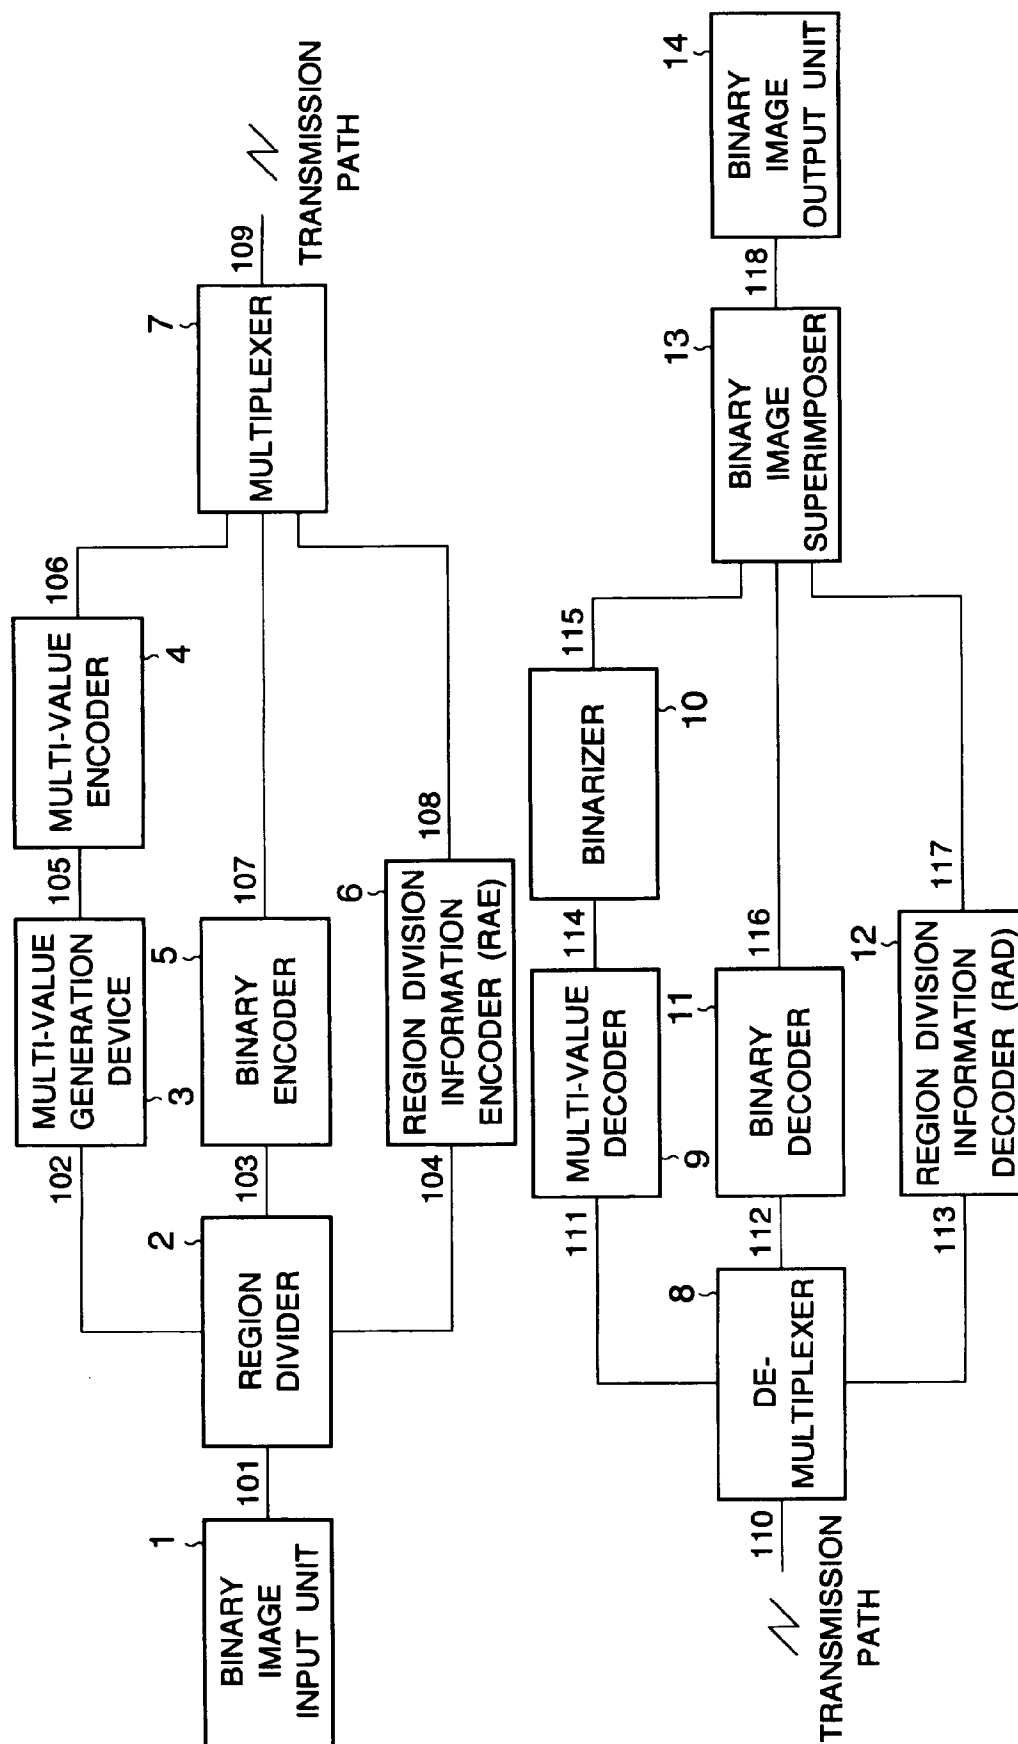 1
BINARY
IMAGE
INPUT UNIT
101
2
REGION
DIVIDER
102
103
104
MULTI-VALUE
GENERATION
DEVICE
3
105
MULTI-VALUE
ENCODER
4
106
5
BINARY
ENCODER
107
6
REGION DIVISION
INFORMATION
ENCODER (RAE)
108
7
MULTIPLEXER
109
TRANSMISSION
PATH
TRANSMISSION
PATH
110
8
DE-
MULTIPLEXER
111
112
113
MULTI-VALUE
DECODER
9
114
BINARIZER
10
115
11
BINARY
DECODER
116
12
REGION DIVISION
INFORMATION
DECODER (RAD)
117
13
BINARY
IMAGE
SUPERIMPOSER
118
14
BINARY
IMAGE
OUTPUT UNIT